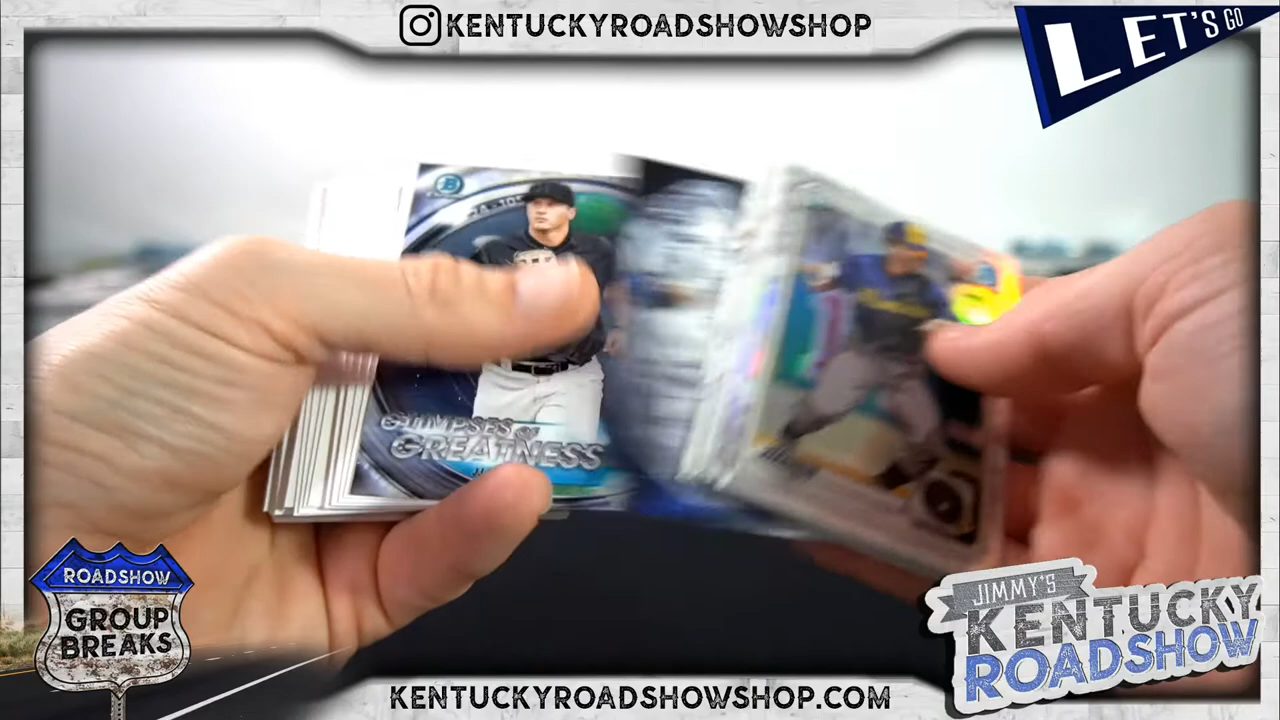 KENTUCKYROADSHOWSHOP
LET'S GO
B
GLIMPSES OF
GREATNESS
ROADSHOW
GROUP
BREAKS
JIMMY'S
KENTUCKY
ROADSHOW
KENTUCKYROADSHOWSHOP.COM